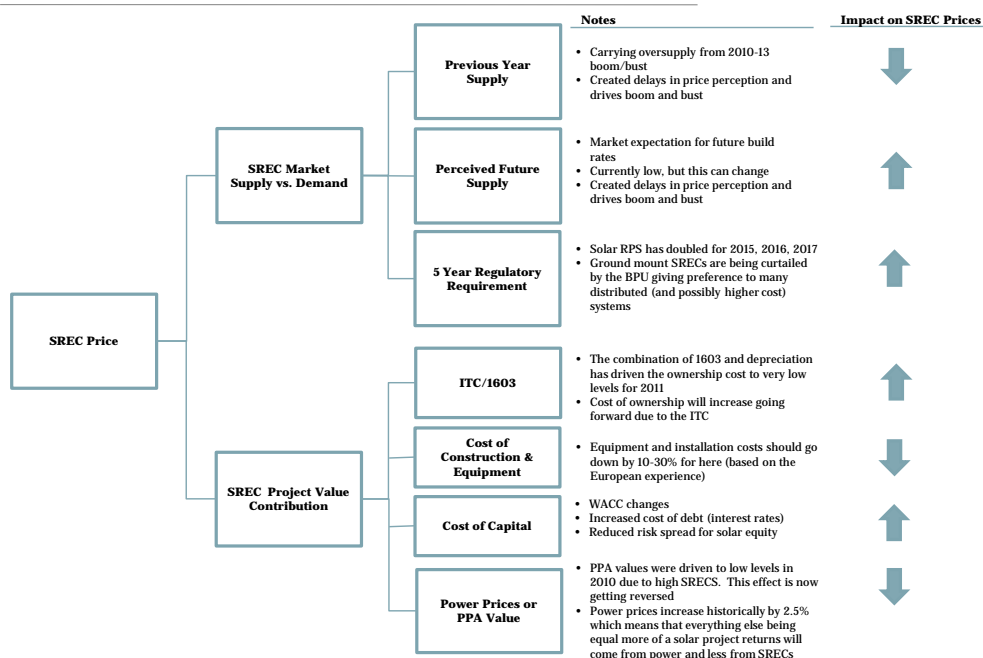 Notes
Impact on SREC Prices
Previous Year
Supply
• Carrying oversupply from 2010-13
boom/bust
• Created delays in price perception and
drives boom and bust
SREC Market
Supply vs. Demand
Perceived Future
Supply
• Market expectation for future build
rates
• Currently low, but this can change
• Created delays in price perception and
drives boom and bust
5 Year Regulatory
Requirement
• Solar RPS has doubled for 2015, 2016, 2017
• Ground mount SRECs are being curtailed
by the BPU giving preference to many
distributed (and possibly higher cost)
systems
SREC Price
ITC/1603
• The combination of 1603 and depreciation
has driven the ownership cost to very low
levels for 2011
• Cost of ownership will increase going
forward due to the ITC
Cost of
Construction &
Equipment
• Equipment and installation costs should go
down by 10-30% for here (based on the
European experience)
SREC Project Value
Contribution
Cost of Capital
• WACC changes
• Increased cost of debt (interest rates)
• Reduced risk spread for solar equity
Power Prices or
PPA Value
• PPA values were driven to low levels in
2010 due to high SRECS. This effect is now
getting reversed
• Power prices increase historically by 2.5%
which means that everything else being
equal more of a solar project returns will
come from power and less from SRECs